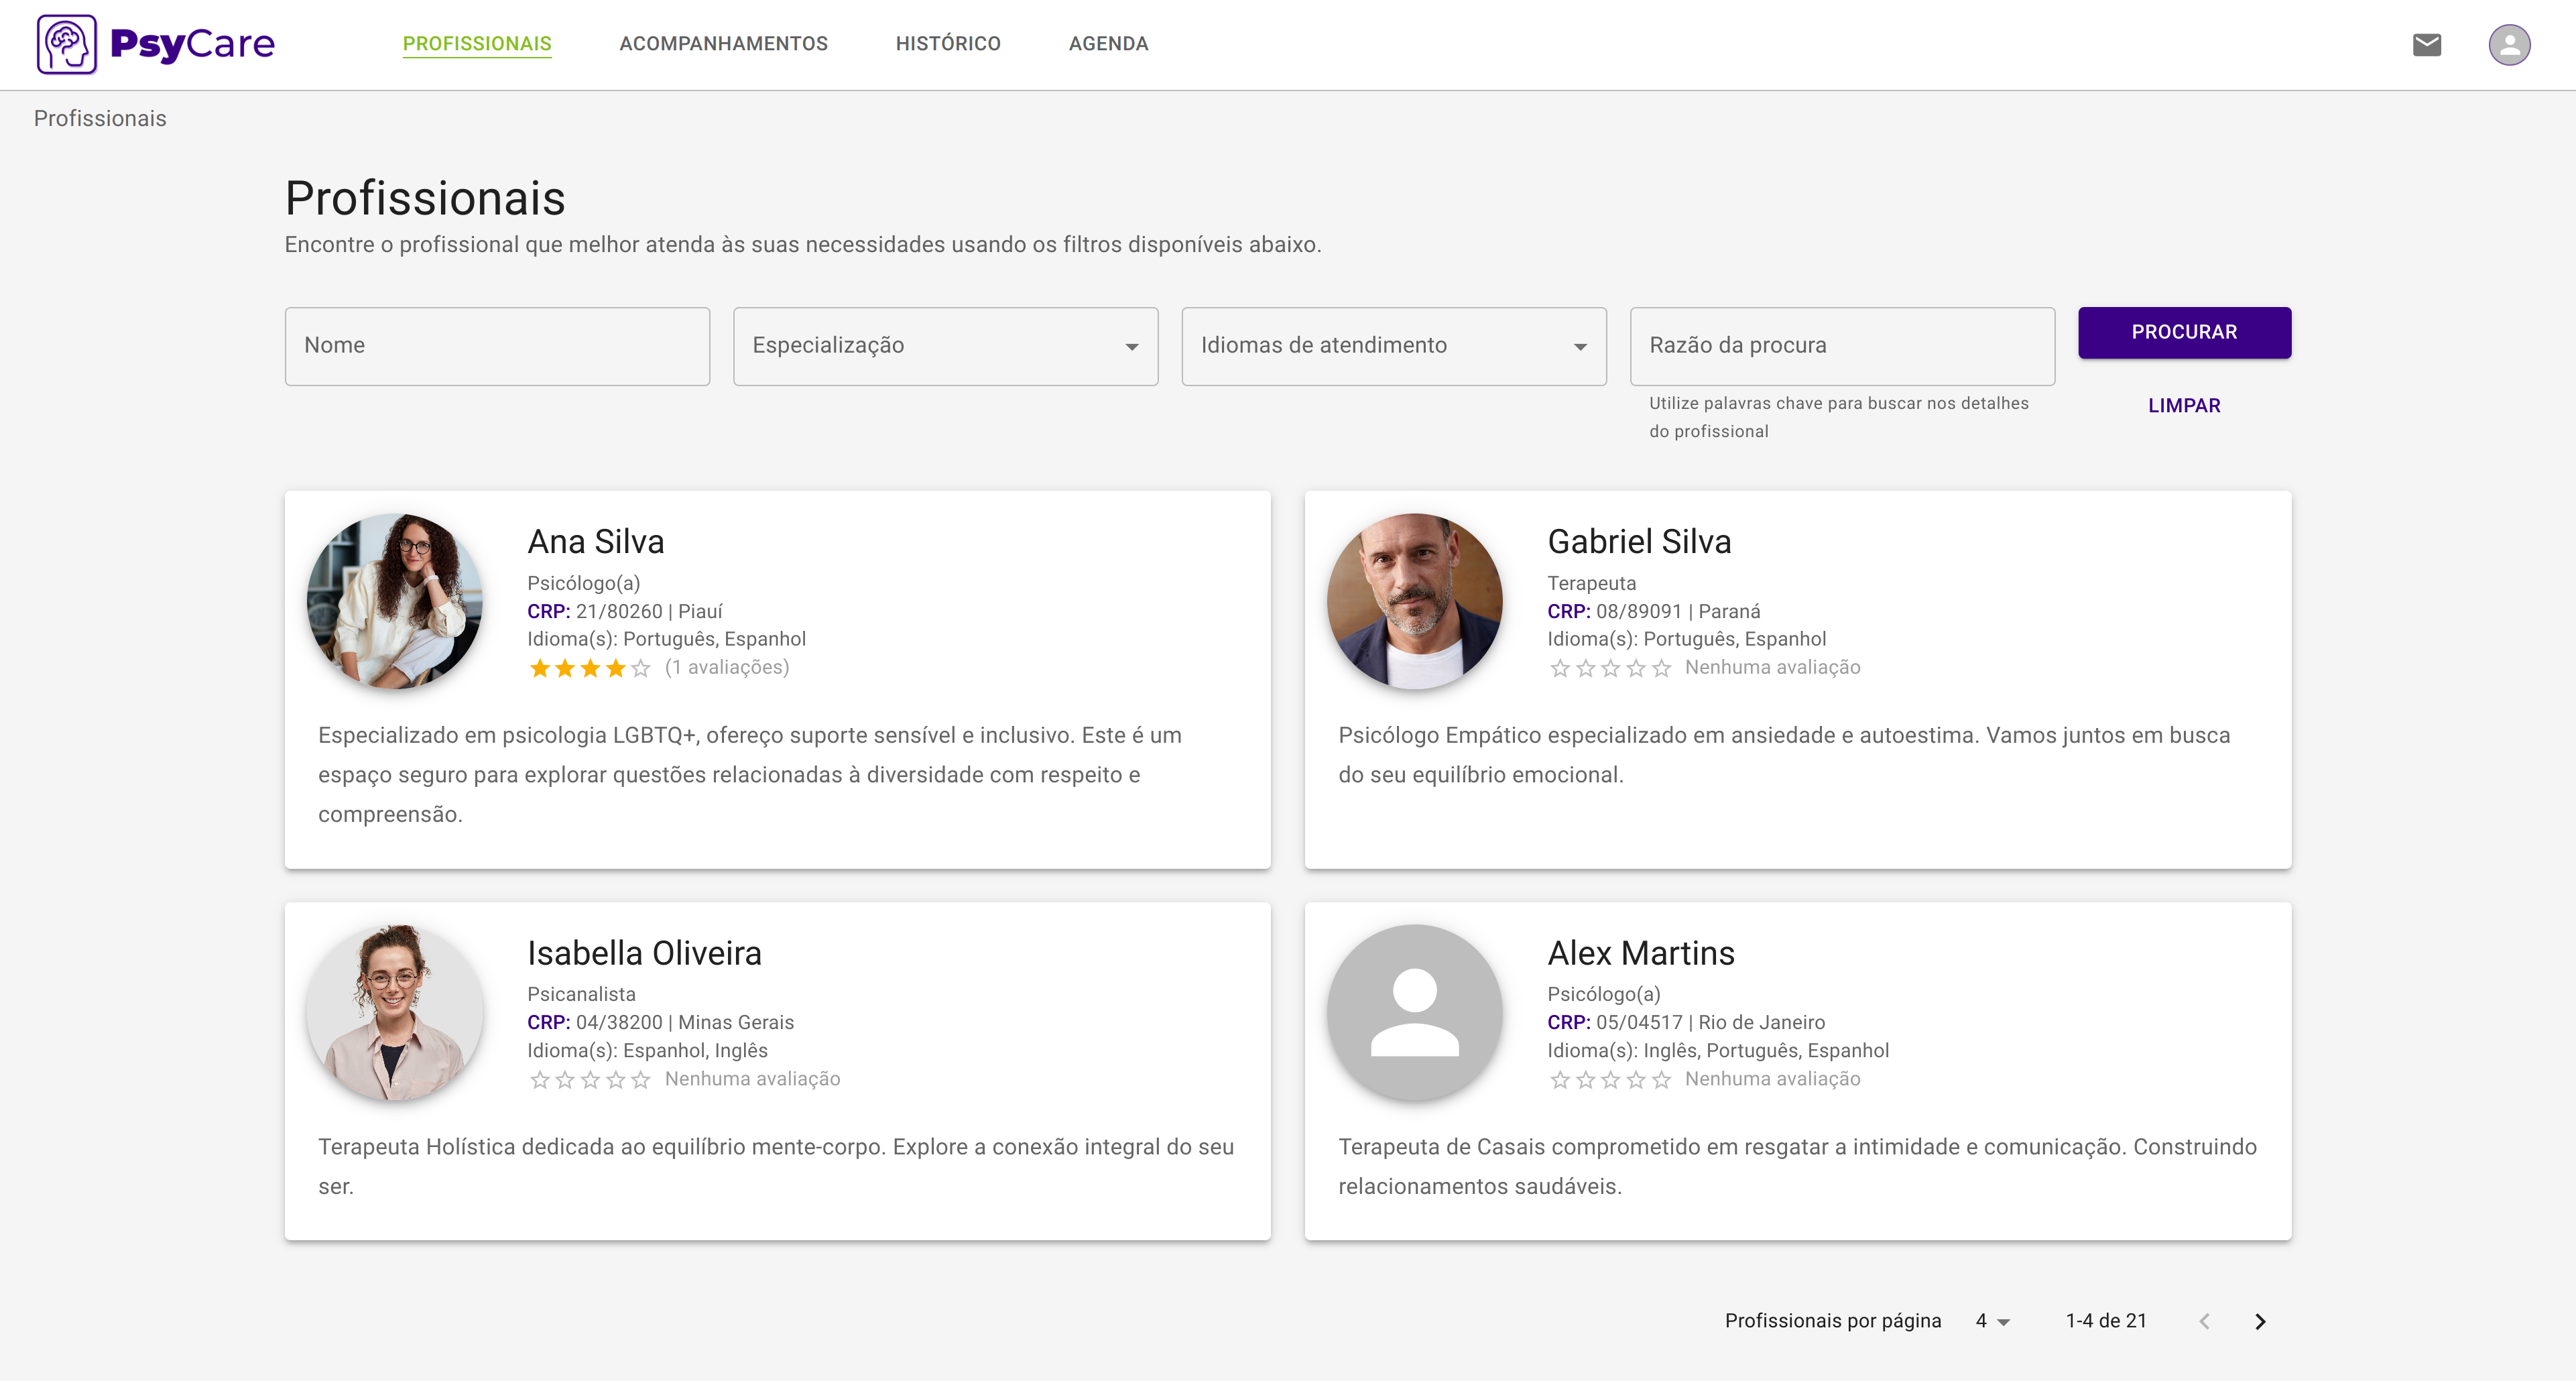 PsyCare
PROFISSIONAIS
ACOMPANHAMENTOS
HISTÓRICO
AGENDA
Profissionais
Profissionais
Encontre o profissional que melhor atenda às suas necessidades usando os filtros disponíveis abaixo.
Nome
Especialização
Idiomas de atendimento
Razão da procura
Utilize palavras chave para buscar nos detalhes
do profissional
PROCURAR
LIMPAR
Ana Silva
Psicólogo(a)
CRP: 21/80260 | Piauí
Idioma(s): Português, Espanhol
(1 avaliações)
Especializado em psicologia LGBTQ+, ofereço suporte sensível e inclusivo. Este é um
espaço seguro para explorar questões relacionadas à diversidade com respeito e
compreensão.
Gabriel Silva
Terapeuta
CRP: 08/89091 | Paraná
Idioma(s): Português, Espanhol
Nenhuma avaliação
Psicólogo Empático especializado em ansiedade e autoestima. Vamos juntos em busca
do seu equilíbrio emocional.
Isabella Oliveira
Psicanalista
CRP: 04/38200 | Minas Gerais
Idioma(s): Espanhol, Inglês
Nenhuma avaliação
Terapeuta Holística dedicada ao equilíbrio mente-corpo. Explore a conexão integral do seu
ser.
Alex Martins
Psicólogo(a)
CRP: 05/04517 | Rio de Janeiro
Idioma(s): Inglês, Português, Espanhol
Nenhuma avaliação
Terapeuta de Casais comprometido em resgatar a intimidade e comunicação. Construindo
relacionamentos saudáveis.
Profissionais por página 4 1-4 de 21